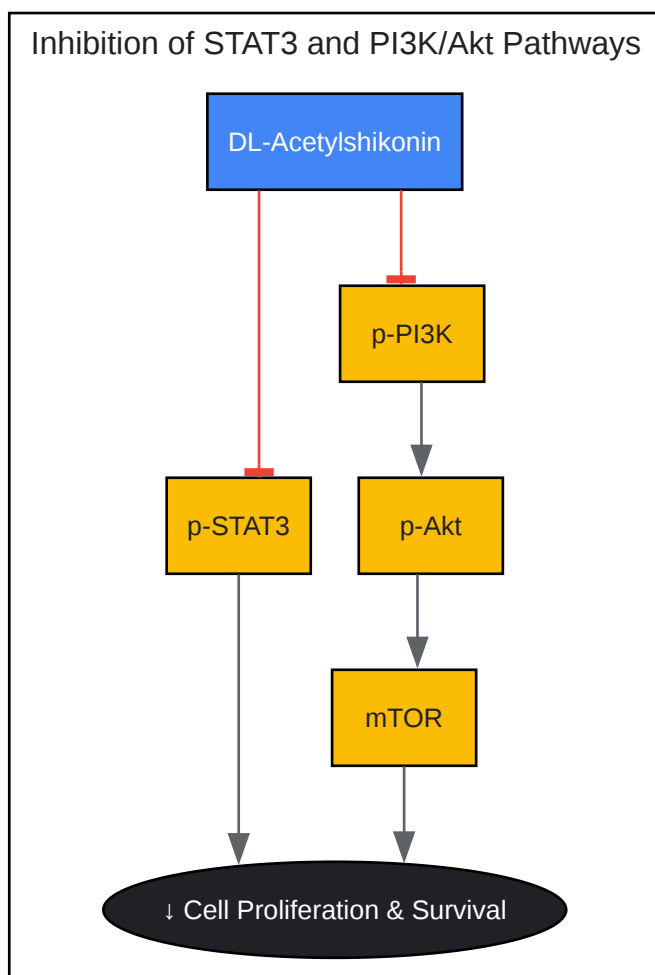 Inhibition of STAT3 and PI3K/Akt Pathways
DL-Acetylshikonin
p-PI3K
p-STAT3
p-Akt
mTOR
↓ Cell Proliferation & Survival